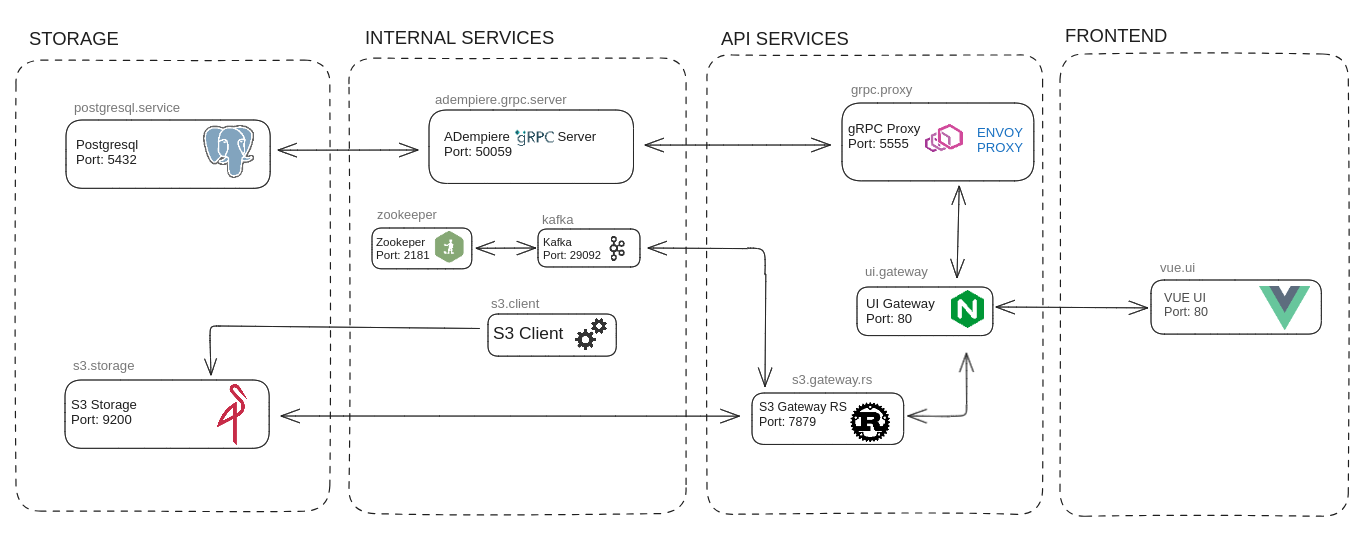 STORAGE
postgresql.service
Postgresql
Port: 5432
s3.storage
S3 Storage
Port: 9200
INTERNAL SERVICES
adempiere.grpc.server
ADempiere gRPC Server
Port: 50059
zookeeper
Zookeper
Port: 2181
kafka
Kafka
Port: 29092
s3.client
S3 Client
API SERVICES
grpc.proxy
gRPC Proxy
Port: 5555
ENVOY
PROXY
ui.gateway
UI Gateway
Port: 80
N
s3.gateway.rs
S3 Gateway RS
Port: 7879
R
FRONTEND
vue.ui
VUE UI
Port: 80